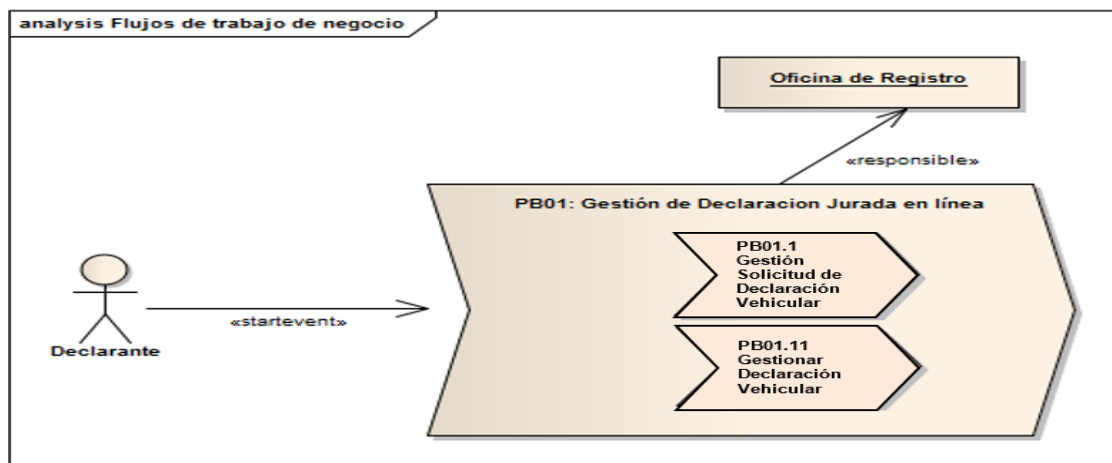 analysis Flujos de trabajo de negocio
Oficina de Registro
«responsible»
PB01: Gestión de Declaracion Jurada en línea
PB01.1
Gestión
Solicitud de
Declaración
Vehicular
«startevent»
Declarante
PB01.11
Gestionar
Declaración
Vehicular